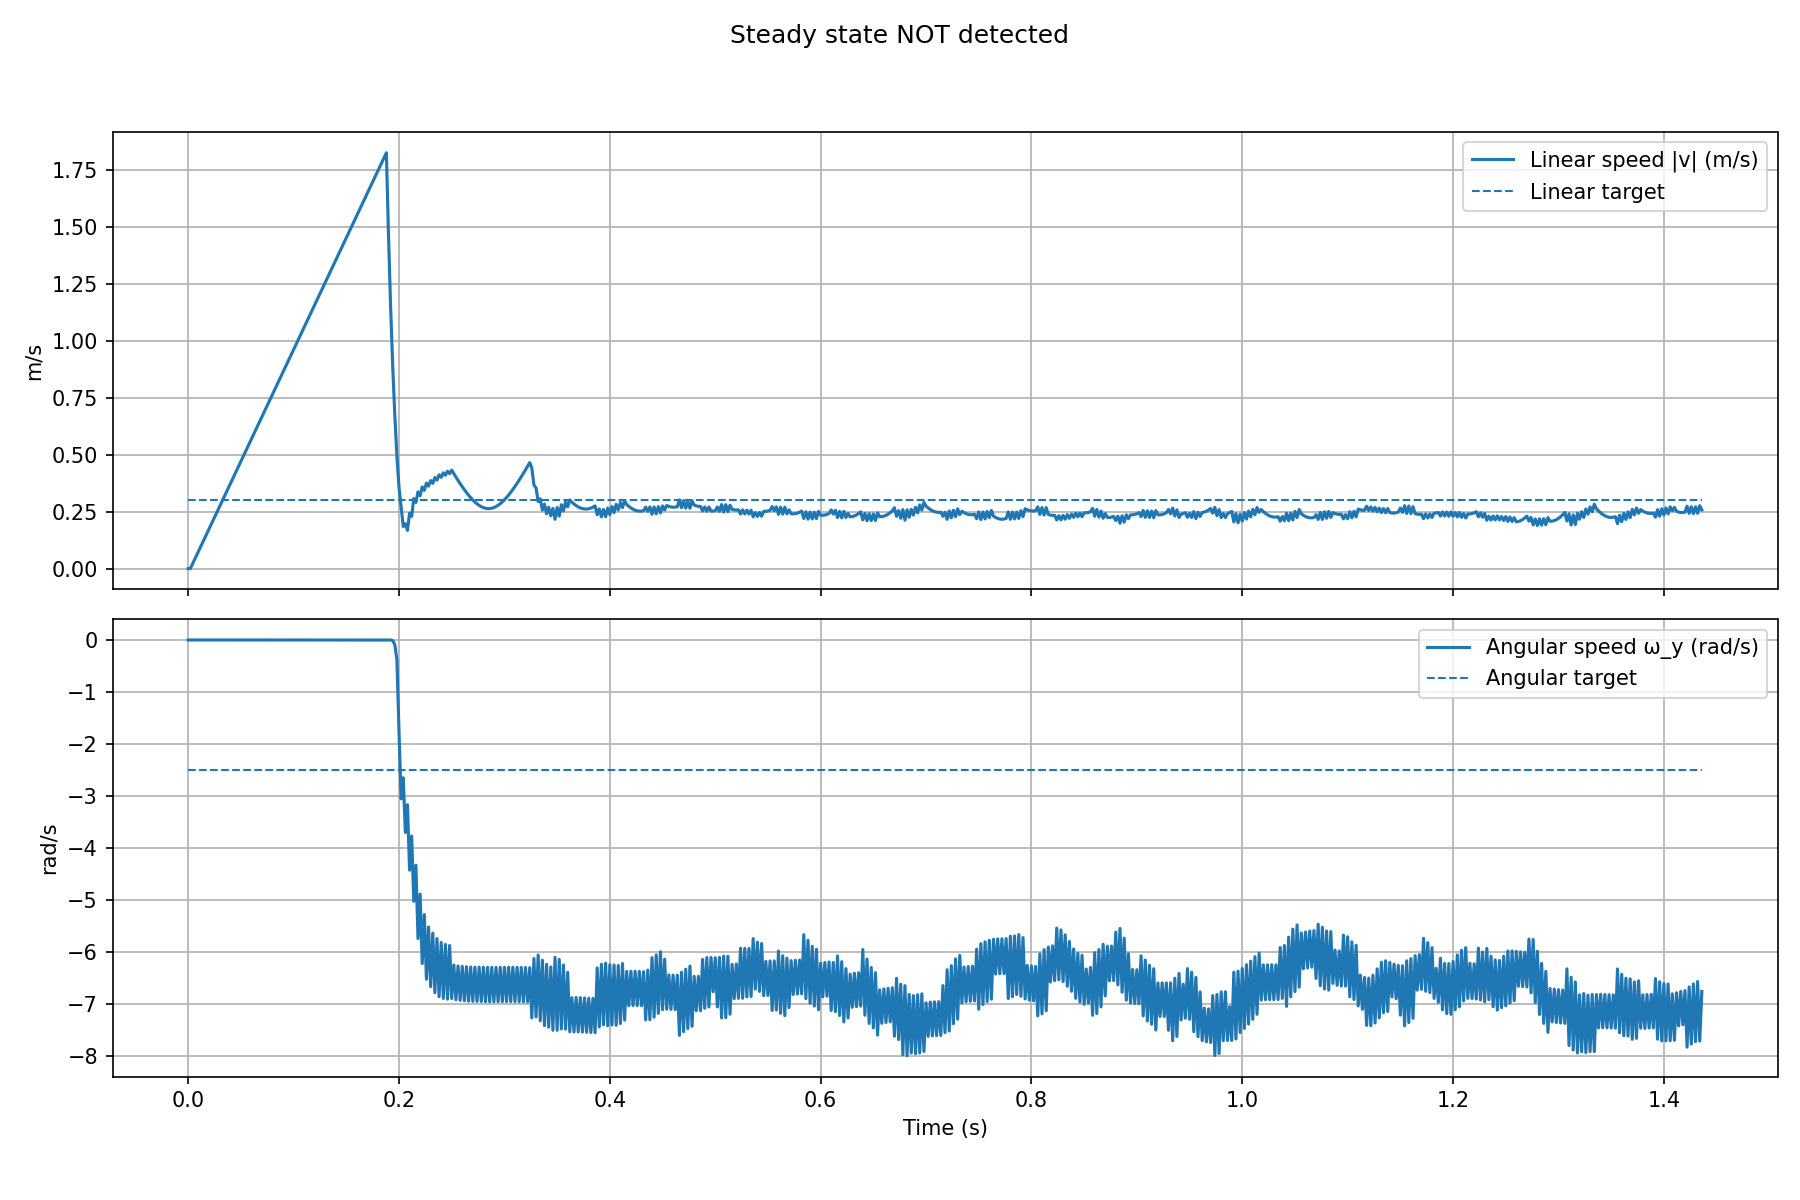 Steady state NOT detected
Linear speed |v| (m/s)
Linear target
1.75
1.50
1.25
1.00
0.75
0.50
0.25
0.00
m/s
Angular speed ω_y (rad/s)
Angular target
0
−1
−2
−3
−4
−5
−6
−7
−8
rad/s
0.0 0.2 0.4 0.6 0.8 1.0 1.2 1.4
Time (s)